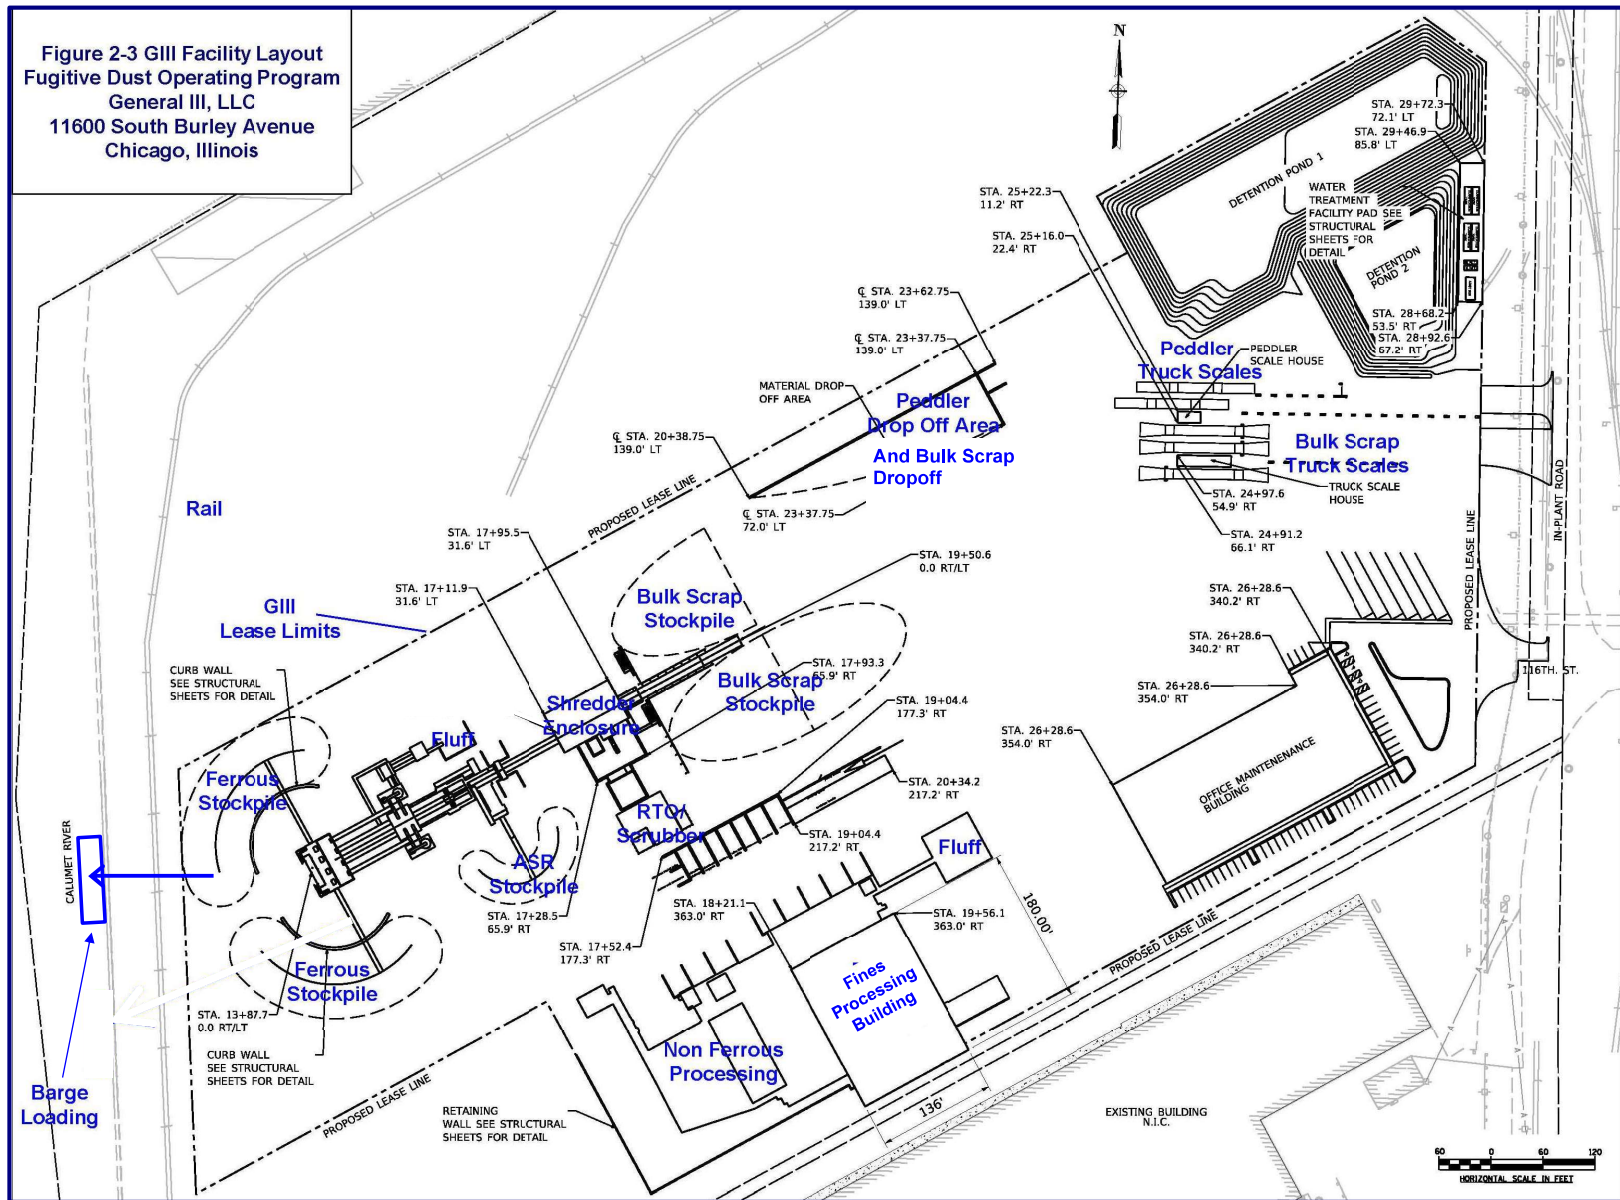 Figure 2-3 GIII Facility Layout
Fugitive Dust Operating Program
General III, LLC
11600 South Burley Avenue
Chicago, Illinois
N
STA. 29+72.3
72.1' LT
STA. 29+46.9
85.8' LT
DETENTION POND 1
WATER
TREATMENT
FACILITY PAD SEE
STRUCTURAL
SHEETS FOR
DETAIL
DETENTION
POND 2
STA. 25+22.3
11.2' RT
STA. 25+16.0
22.4' RT
STA. 28+68.2
53.5' RT
STA. 28+92.6
67.2' RT
℄ STA. 23+62.75
139.0' LT
℄ STA. 23+37.75
139.0' LT
Peddler
Truck Scales
PEDDLER
SCALE HOUSE
MATERIAL DROP
OFF AREA
Peddler
Drop Off Area
And Bulk Scrap
Dropoff
℄ STA. 20+38.75
139.0' LT
Bulk Scrap
Truck Scales
TRUCK SCALE
HOUSE
STA. 24+97.6
54.9' RT
STA. 24+91.2
66.1' RT
℄ STA. 23+37.75
72.0' LT
PROPOSED LEASE LINE
IN-PLANT ROAD
PROPOSED LEASE LINE
Rail
STA. 17+95.5
31.6' LT
STA. 19+50.6
0.0 RT/LT
STA. 17+11.9
31.6' LT
Bulk Scrap
Stockpile
STA. 26+28.6
340.2' RT
GIII
Lease Limits
STA. 26+28.6
340.2' RT
116TH. ST.
CURB WALL
SEE STRUCTURAL
SHEETS FOR DETAIL
STA. 17+93.3
65.9' RT
Bulk Scrap
Stockpile
STA. 26+28.6
354.0' RT
Shredder
Enclosure
STA. 19+04.4
177.3' RT
STA. 26+28.6
354.0' RT
Fluff
Ferrous
Stockpile
STA. 20+34.2
217.2' RT
OFFICE MAINTENENANCE
BUILDING
RTO/
Scrubber
STA. 19+04.4
217.2' RT
Fluff
CALUMET RIVER
ASR
Stockpile
STA. 17+28.5
65.9' RT
STA. 18+21.1
363.0' RT
STA. 19+56.1
363.0' RT
180.00'
STA. 17+52.4
177.3' RT
PROPOSED LEASE LINE
Ferrous
Stockpile
Fines
Processing
Building
STA. 13+87.7
0.0 RT/LT
CURB WALL
SEE STRUCTURAL
SHEETS FOR DETAIL
Non Ferrous
Processing
Barge
Loading
PROPOSED LEASE LINE
RETAINING
WALL SEE STRUCTURAL
SHEETS FOR DETAIL
136'
EXISTING BUILDING
N.I.C.
60 0 60 120
HORIZONTAL SCALE IN FEET